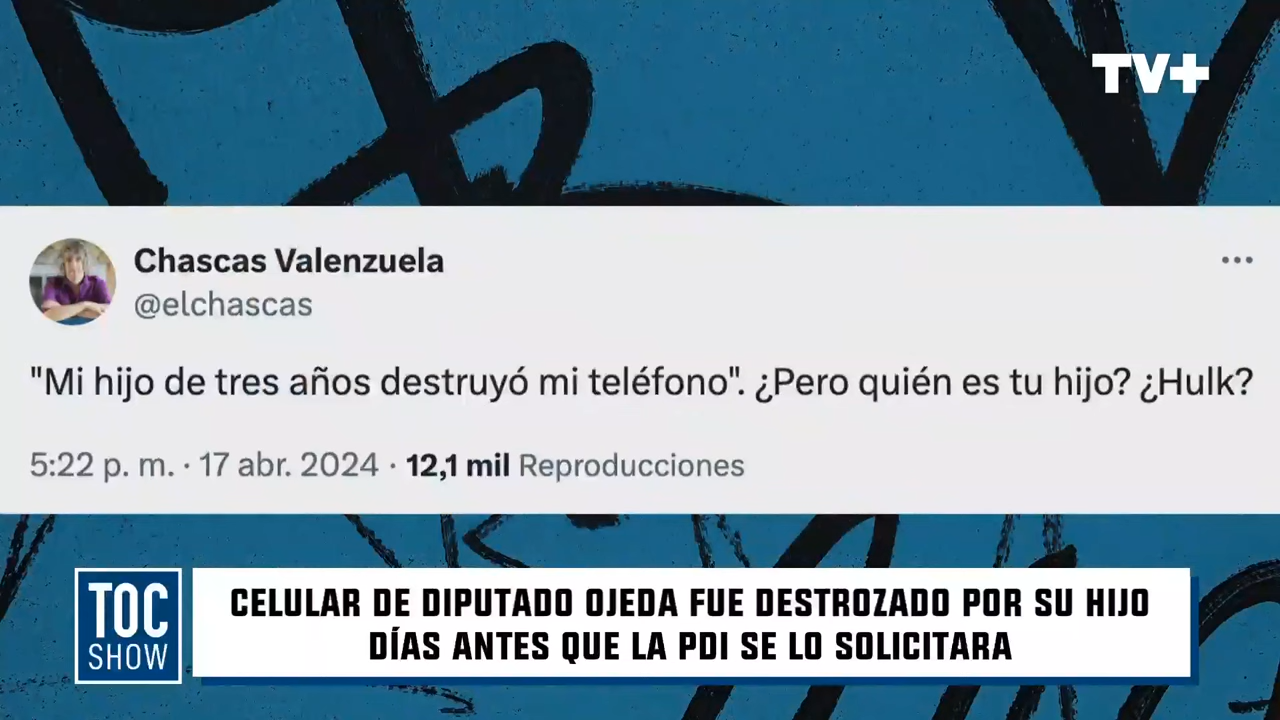 TV+
Chascas Valenzuela
@elchascas
"Mi hijo de tres años destruyó mi teléfono". ¿Pero quién es tu hijo? ¿Hulk?
5:22 p. m. · 17 abr. 2024 · 12,1 mil Reproducciones
TOC
SHOW
CELULAR DE DIPUTADO OJEDA FUE DESTROZADO POR SU HIJO
DÍAS ANTES QUE LA PDI SE LO SOLICITARA